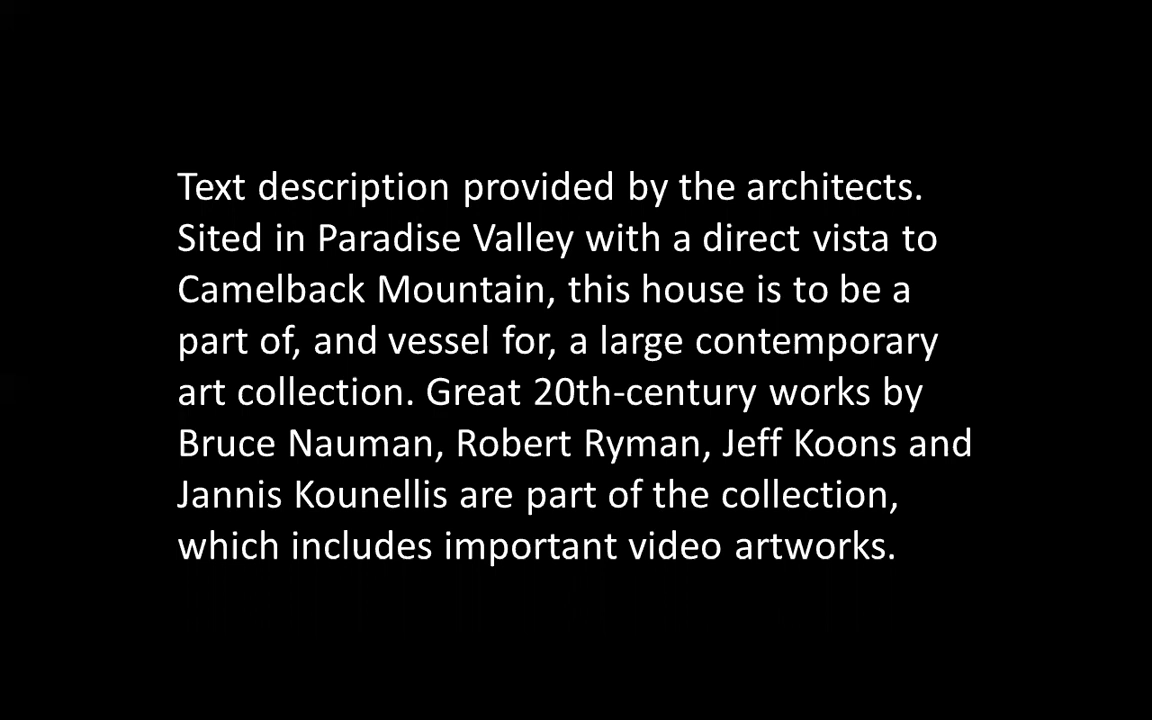 Text description provided by the architects.
Sited in Paradise Valley with a direct vista to
Camelback Mountain, this house is to be a
part of, and vessel for, a large contemporary
art collection. Great 20th-century works by
Bruce Nauman, Robert Ryman, Jeff Koons and
Jannis Kounellis are part of the collection,
which includes important video artworks.